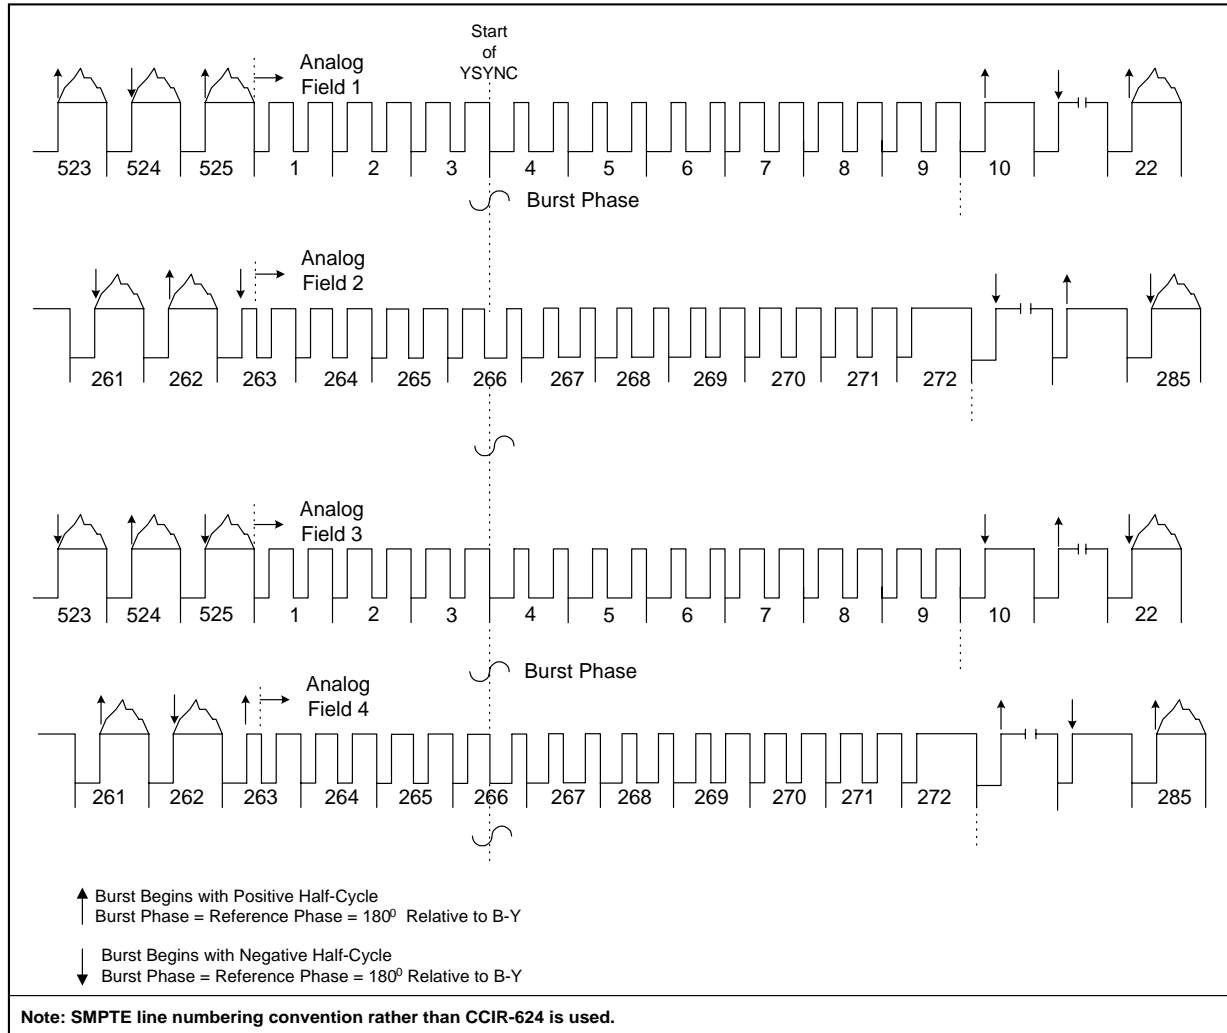 Start
of
YSYNC
Analog
Field 1
523 524 525 1 2 3 4 5 6 7 8 9 10 22
Burst Phase
Analog
Field 2
261 262 263 264 265 266 267 268 269 270 271 272 285
Analog
Field 3
523 524 525 1 2 3 4 5 6 7 8 9 10 22
Burst Phase
Analog
Field 4
261 262 263 264 265 266 267 268 269 270 271 272 285
Burst Begins with Positive Half-Cycle
Burst Phase = Reference Phase = 180⁰ Relative to B-Y
Burst Begins with Negative Half-Cycle
Burst Phase = Reference Phase = 180⁰ Relative to B-Y
Note: SMPTE line numbering convention rather than CCIR-624 is used.